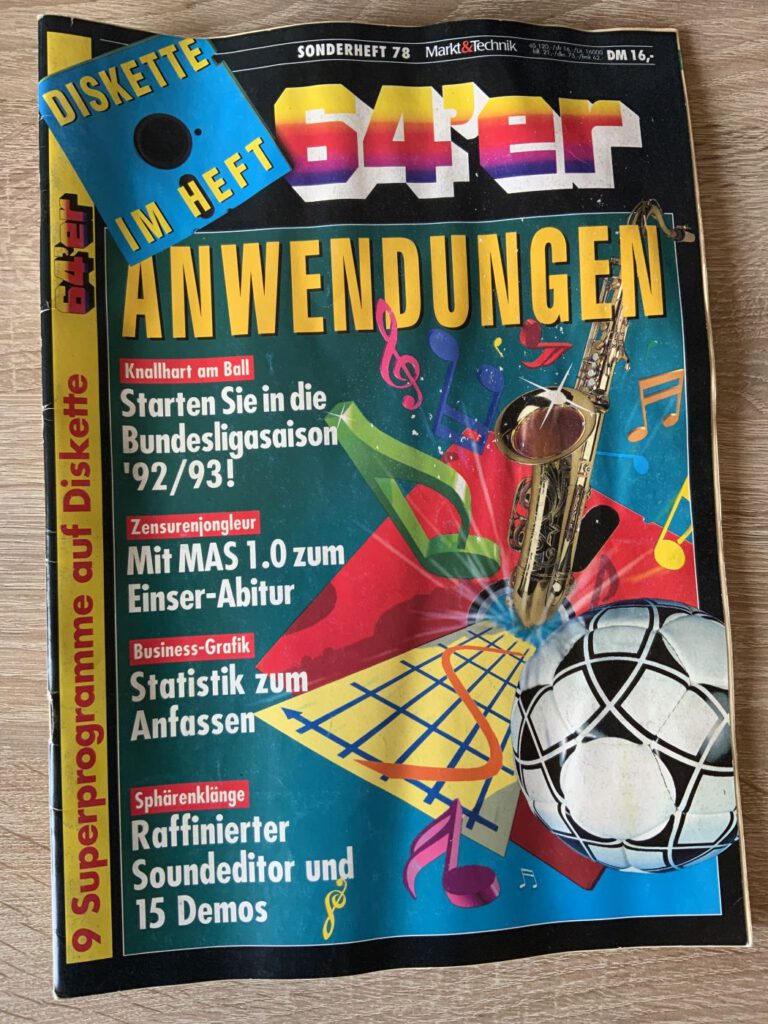 SONDERHEFT 78 Markt&Technik DM 16,-
DISKETTE
IM HEFT
64'er
ANWENDUNGEN
64'er
9 Superprogramme auf Diskette
Knallhart am Ball
Starten Sie in die
Bundesligasaison
'92/93!
Zensurenjongleur
Mit MAS 1.0 zum
Einser-Abitur
Business-Grafik
Statistik zum
Anfassen
Sphärenklänge
Raffinierter
Soundeditor und
15 Demos